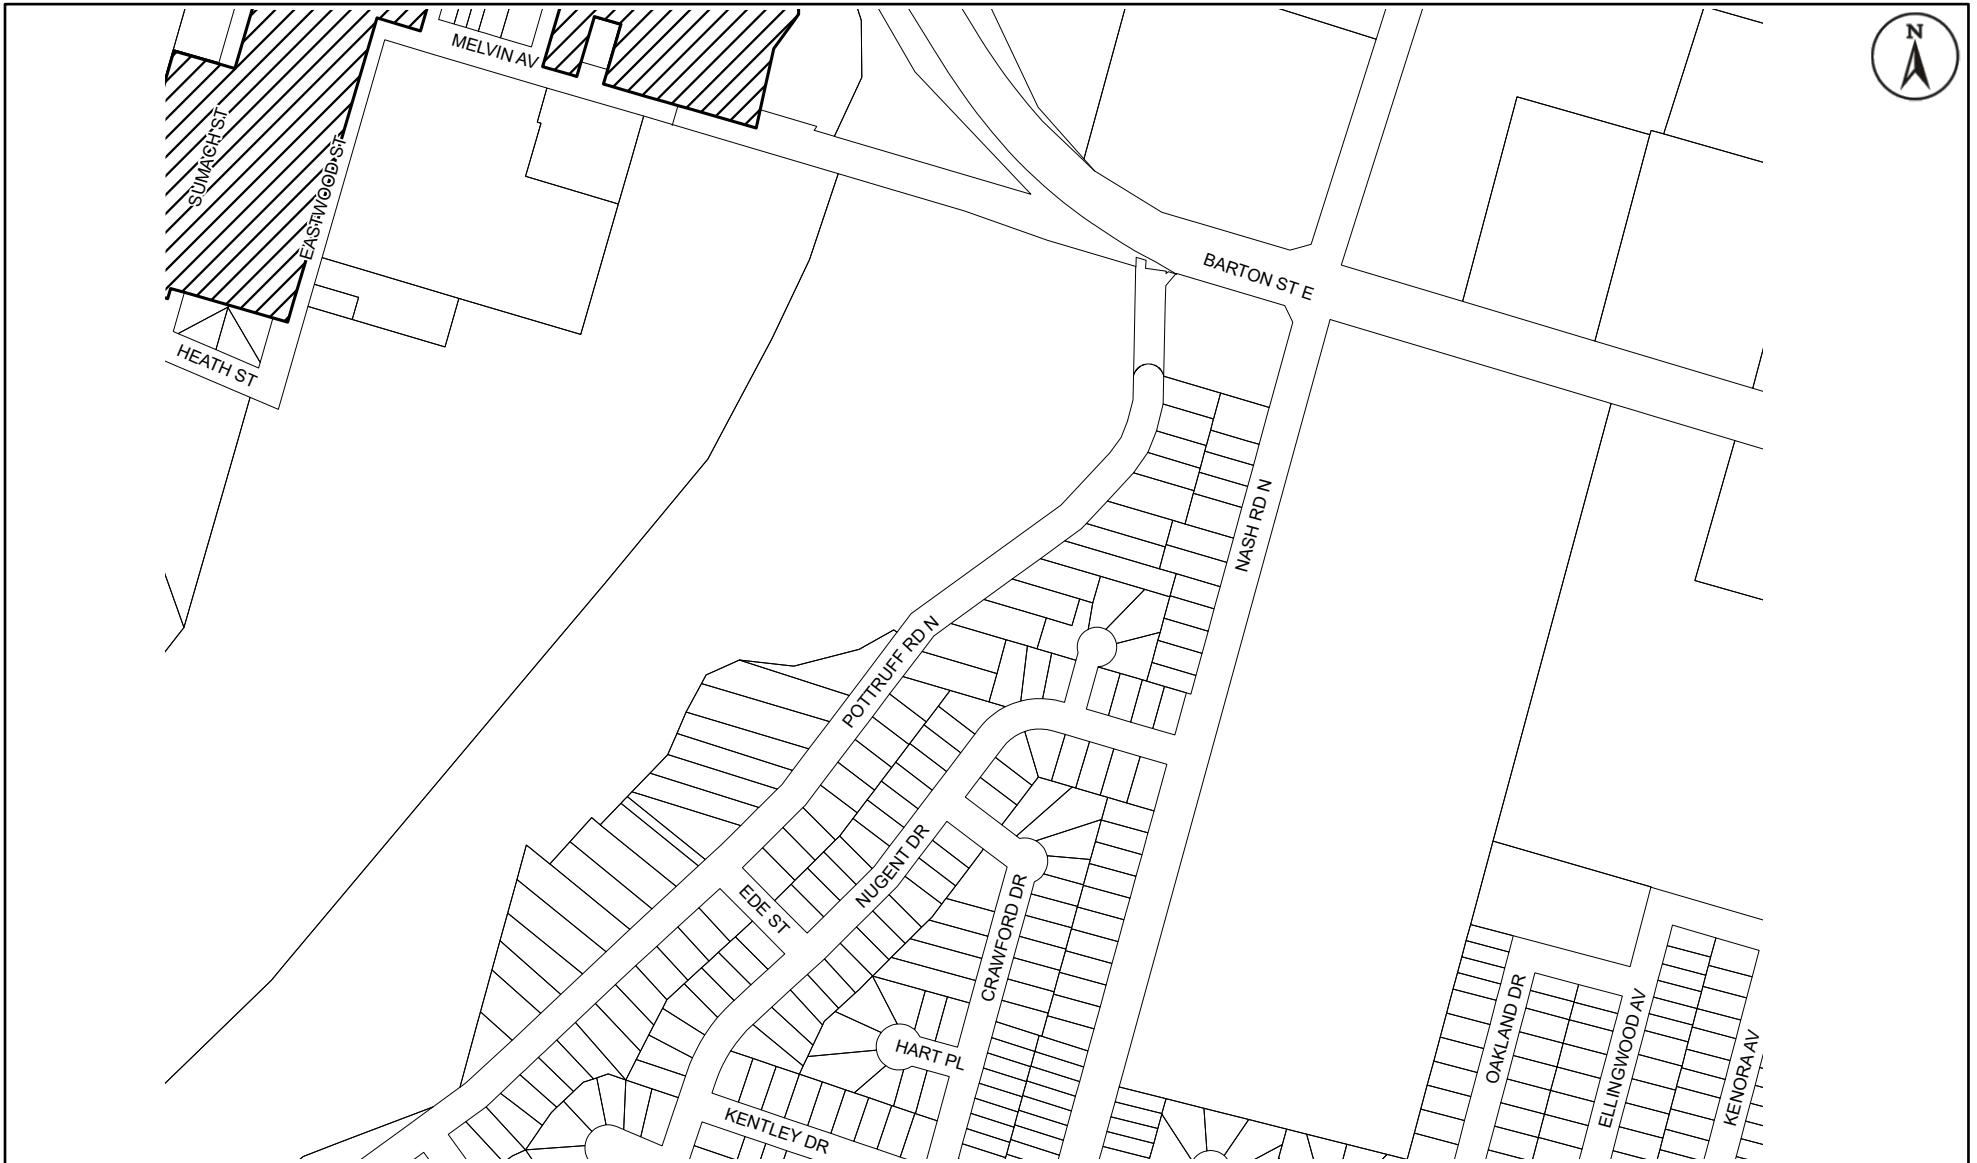 N
MELVIN AV
SUMACH ST
EASTWOOD ST
BARTON ST E
HEATH ST
NASH RD N
POTTRUFF RD N
NUGENT DR
EDE ST
CRAWFORD DR
OAKLAND DR
ELLINGWOOD AV
KENORA AV
HART PL
KENTLEY DR